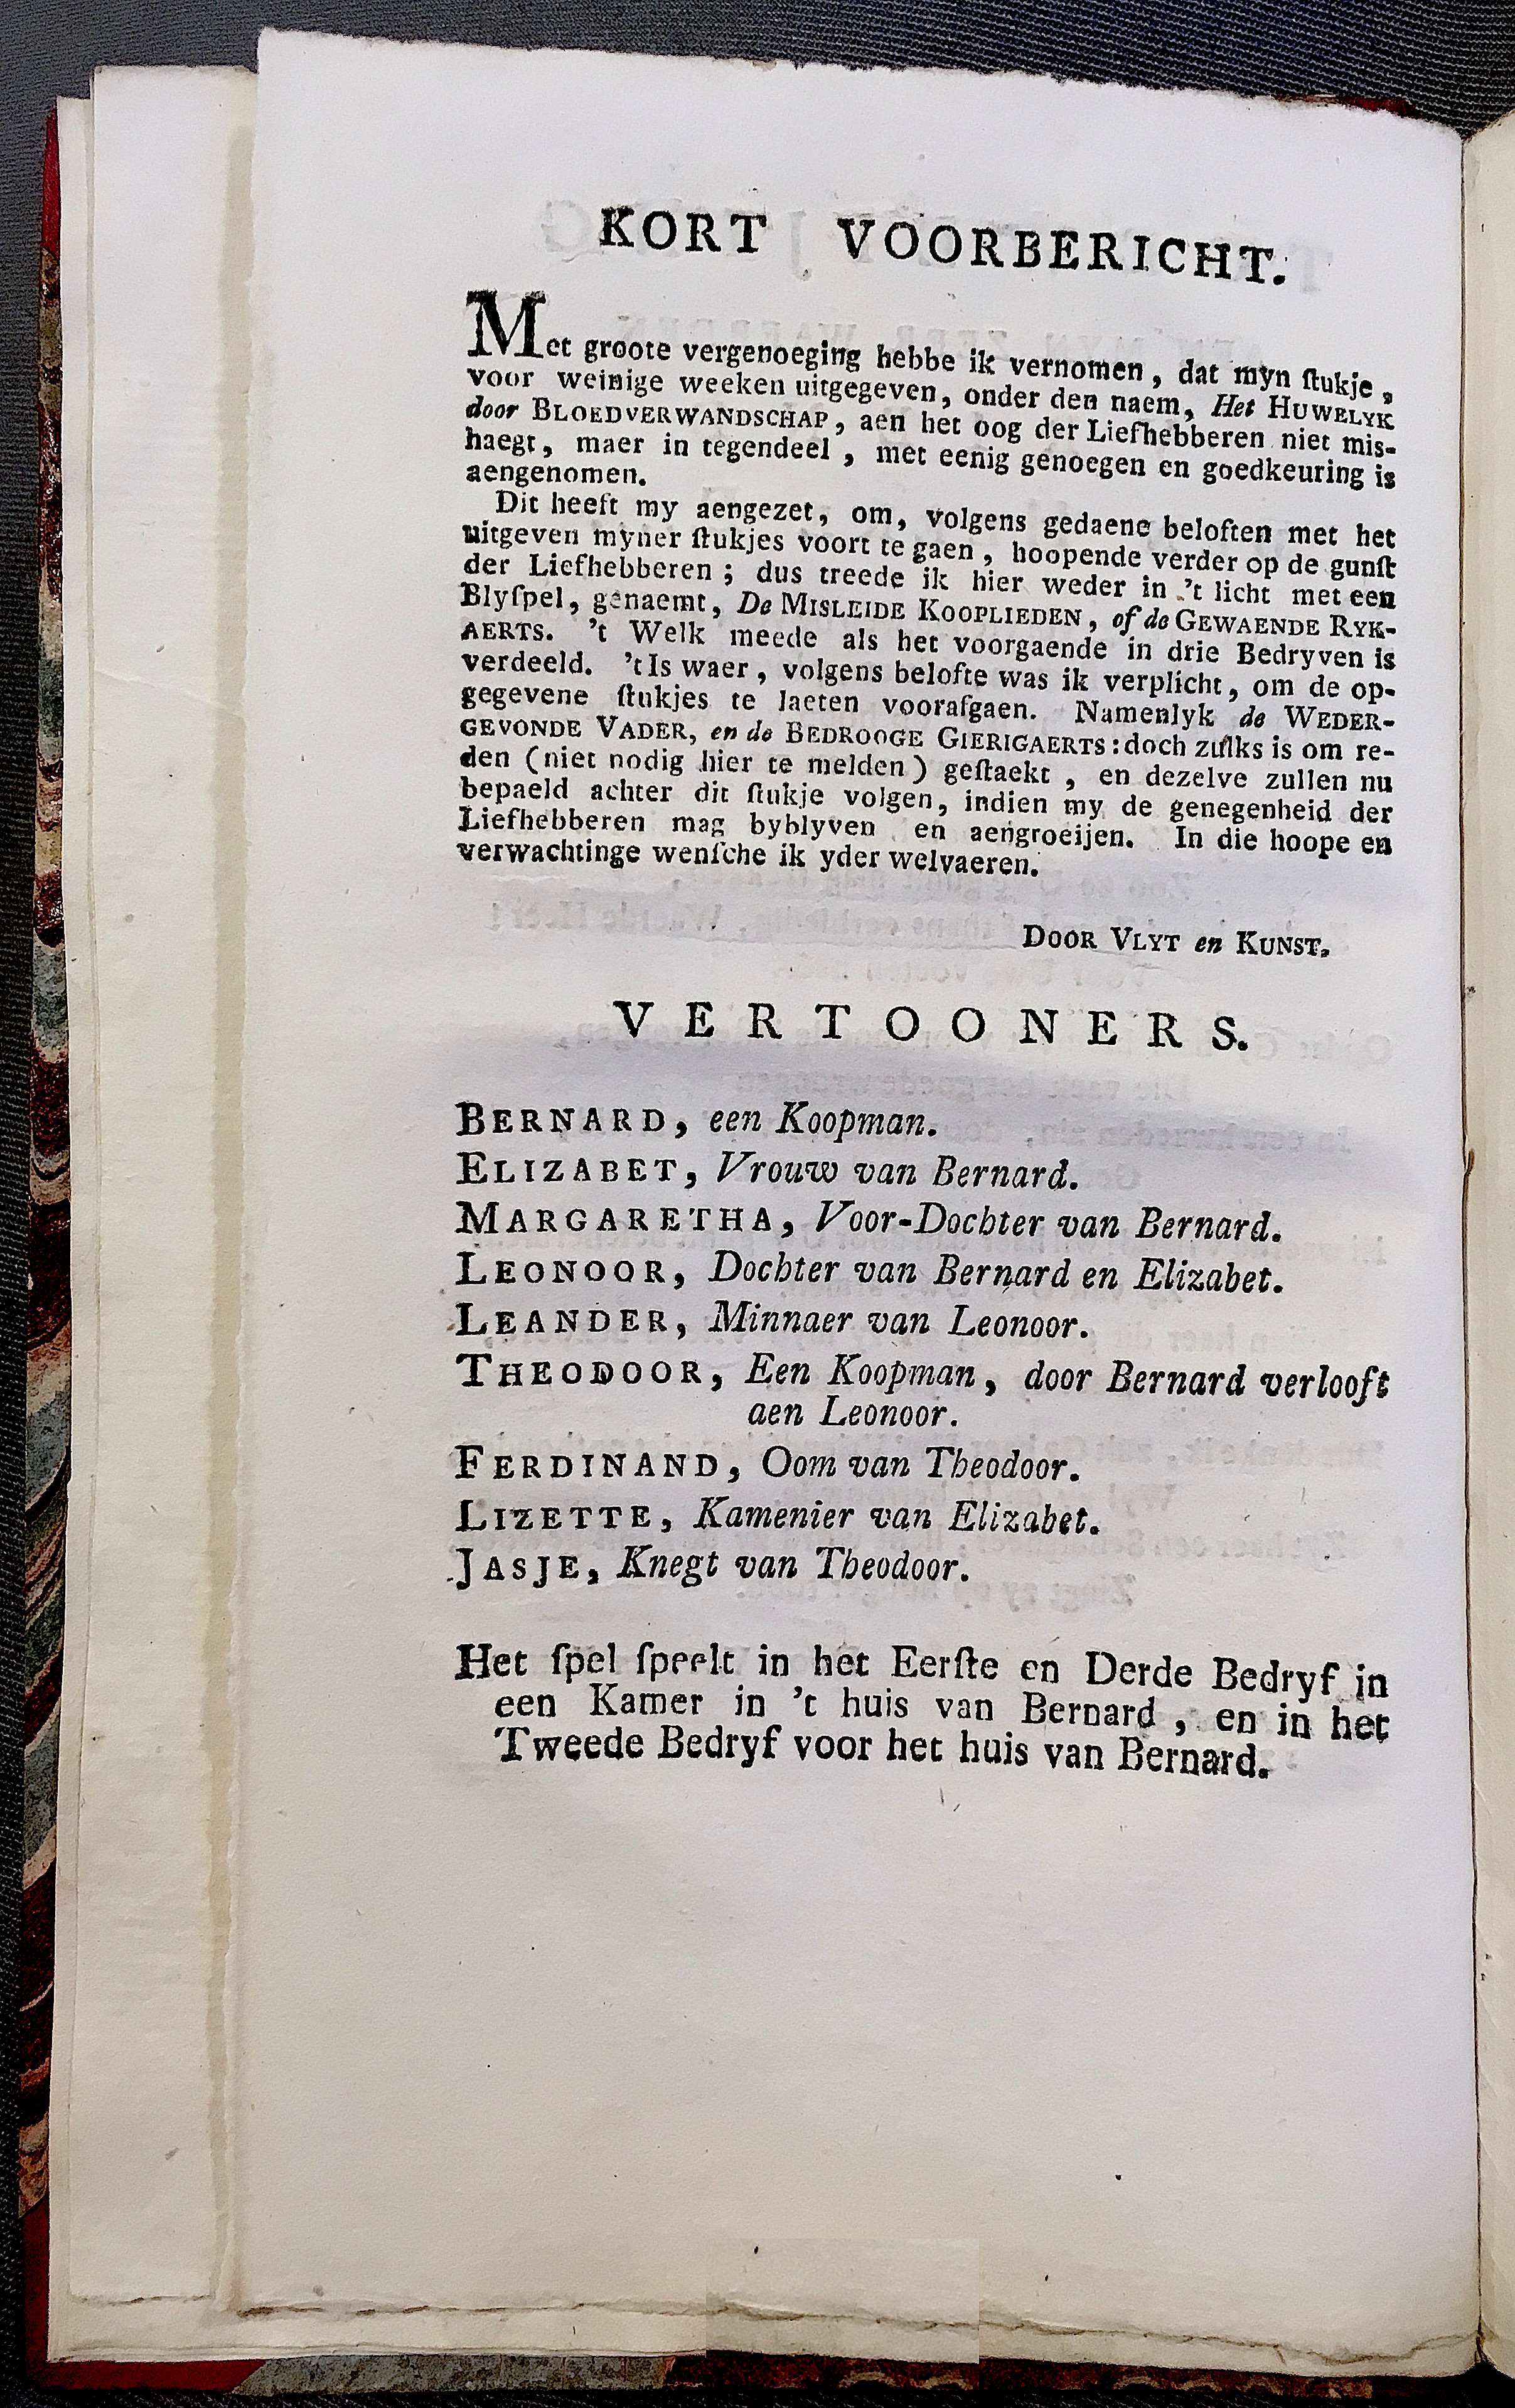 KORT VOORBERICHT.
Met groote vergenoeging hebbe ik vernomen, dat myn ſtukje,
voor weinige weeken uitgegeven, onder den naem, Het HUWELYK
door BLOEDVERWANDSCHAP, aen het oog der Liefhebberen niet mis-
haegt, maer in tegendeel, met eenig genoegen en goedkeuring is
aengenomen.
Dit heeft my aengezet, om, volgens gedaene beloften met het
uitgeven myner ſtukjes voort te gaen, hoopende verder op de gunſt
der Liefhebberen; dus treede ik hier weder in 't licht met een
Blyſpel, genaemt, De MISLEIDE KOOPLIEDEN, of de GEWAENDE RYK-
AERTS. 't Welk meede als het voorgaende in drie Bedryven is
verdeeld. 't Is waer, volgens belofte was ik verplicht, om de op-
gegevene ſtukjes te laeten voorafgaen. Namenlyk de WEDER-
GEVONDE VADER, en de BEDROOGE GIERIGAERTS: doch zulks is om re-
den (niet nodig hier te melden) geſtaekt, en dezelve zullen nu
bepaeld achter dit ſtukje volgen, indien my de genegenheid der
Liefhebberen mag byblyven en aengroeijen. In die hoope en
verwachtinge wenſche ik yder welvaeren.
DOOR VLYT en KUNST.
VERTOONERS.
BERNARD, een Koopman.
ELIZABET, Vrouw van Bernard.
MARGARETHA, Voor-Dochter van Bernard.
LEONOOR, Dochter van Bernard en Elizabet.
LEANDER, Minnaer van Leonoor.
THEODOOR, Een Koopman, door Bernard verlooft
aen Leonoor.
FERDINAND, Oom van Theodoor.
LIZETTE, Kamenier van Elizabet.
JASJE, Knegt van Theodoor.
Het ſpel ſpeelt in het Eerſte en Derde Bedryf in
een Kamer in 't huis van Bernard, en in het
Tweede Bedryf voor het huis van Bernard.